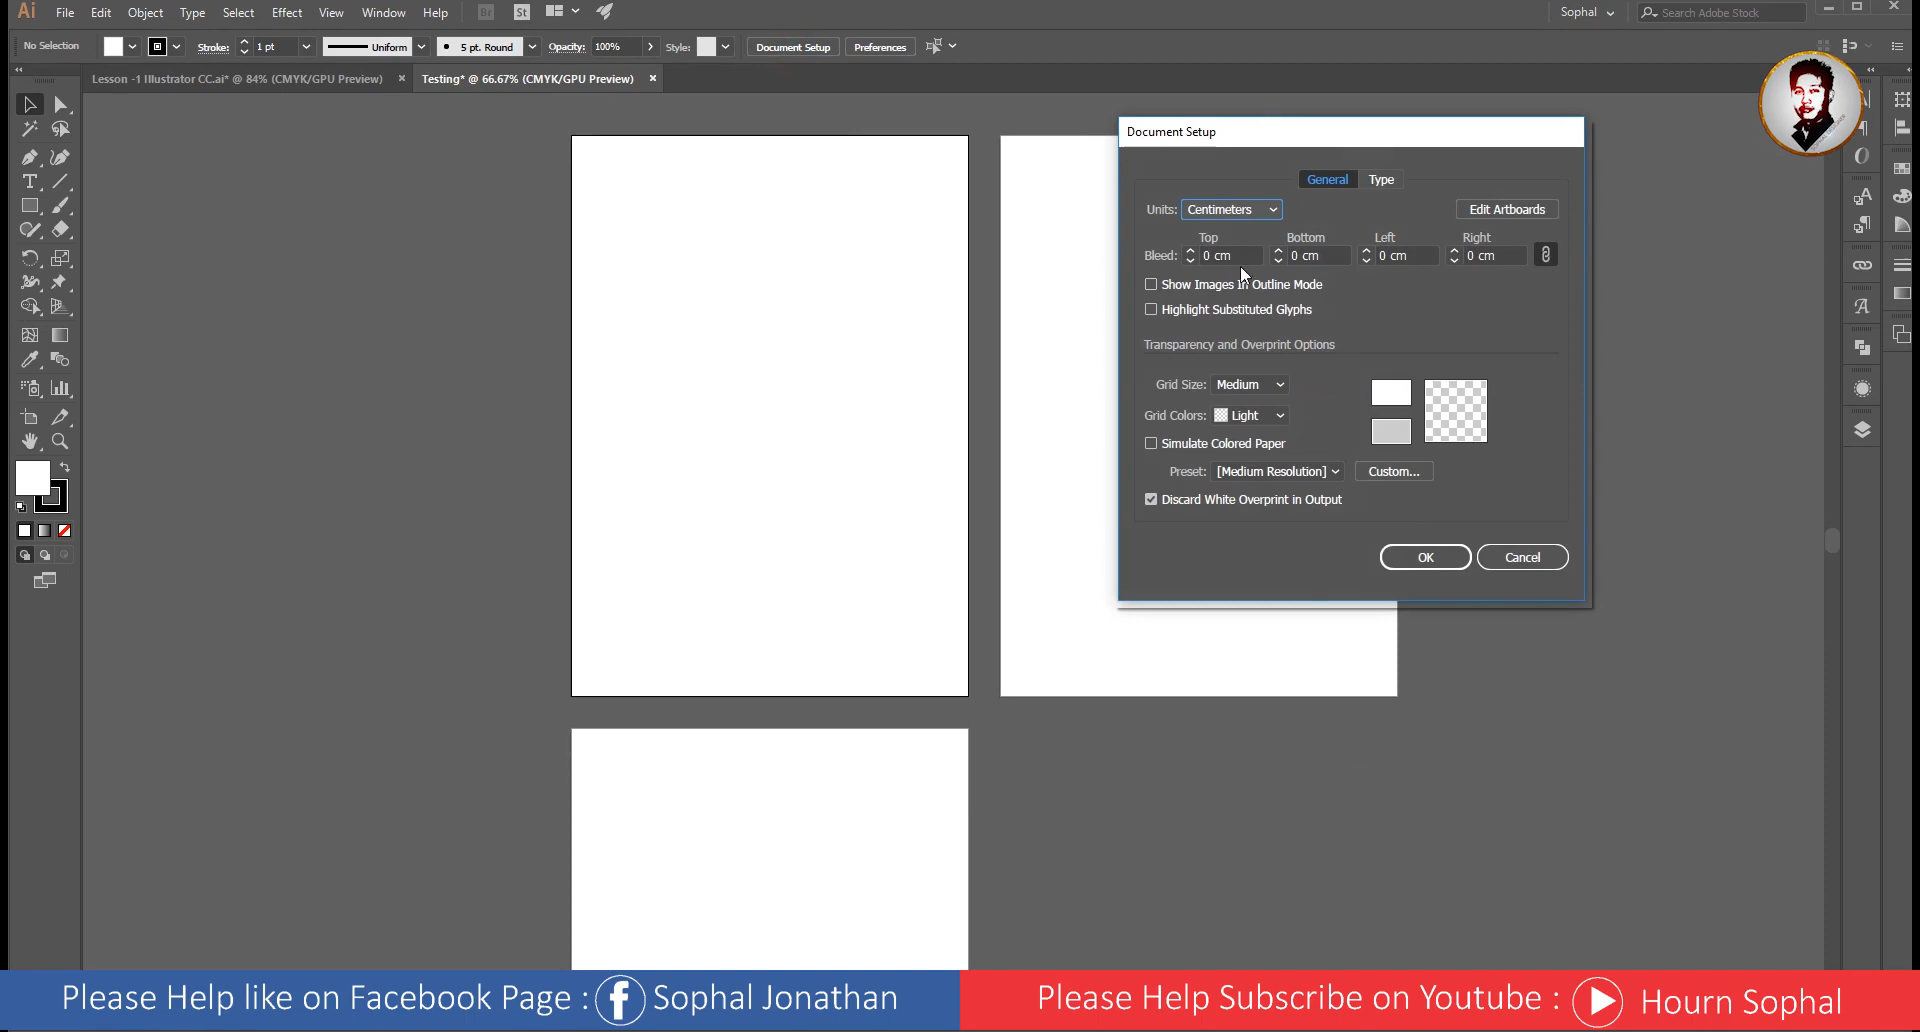 Ai File Edit Object Type Select Effect View Window Help Br St Sophal Search Adobe Stock
No Selection Stroke: 1 pt Uniform 5 pt. Round Opacity: 100% Style: Document Setup Preferences
Lesson -1 Illustrator CC.ai* @ 84% (CMYK/GPU Preview) × Testing* @ 66.67% (CMYK/GPU Preview) ×
Document Setup
General Type
Units: Centimeters Edit Artboards
Top Bottom Left Right
Bleed: 0 cm 0 cm 0 cm 0 cm
Show Images In Outline Mode
Highlight Substituted Glyphs
Transparency and Overprint Options
Grid Size: Medium
Grid Colors: Light
Simulate Colored Paper
Preset: [Medium Resolution] Custom...
Discard White Overprint in Output
OK Cancel
Please Help like on Facebook Page : f Sophal Jonathan
Please Help Subscribe on Youtube : Hourn Sophal